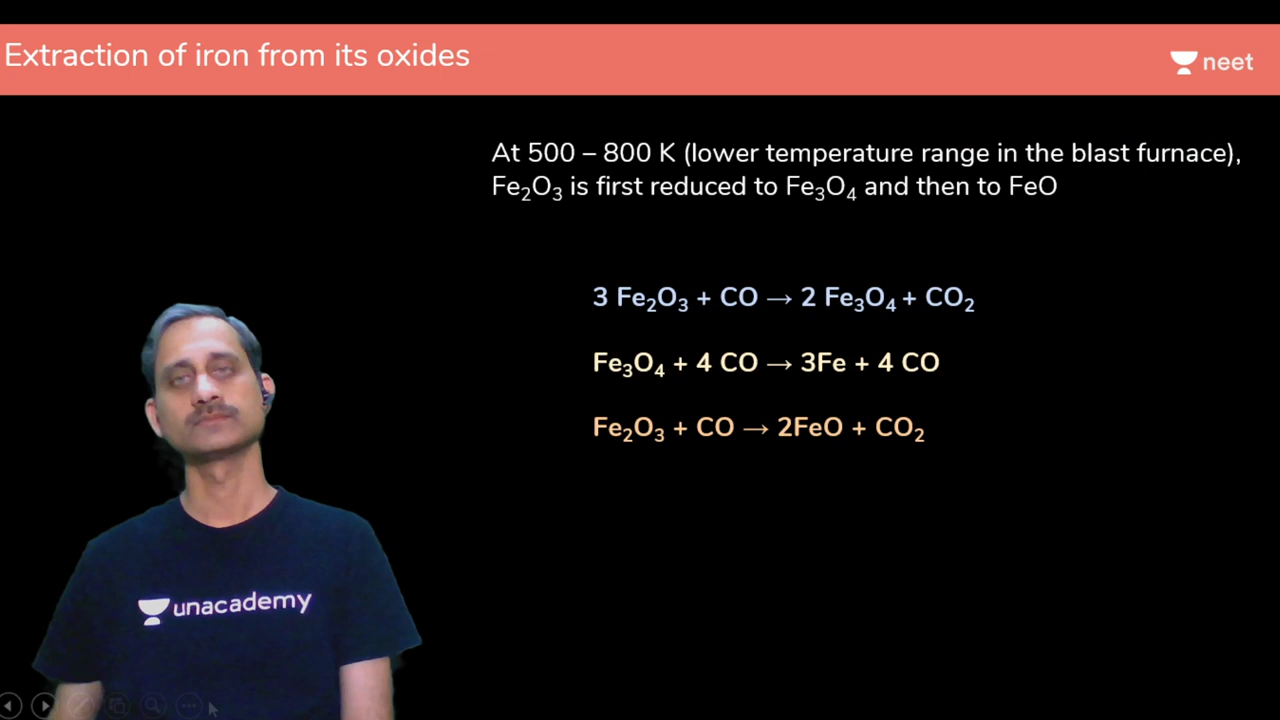 Extraction of iron from its oxides
neet
At 500 – 800 K (lower temperature range in the blast furnace),
Fe₂O₃ is first reduced to Fe₃O₄ and then to FeO
3 Fe₂O₃ + CO → 2 Fe₃O₄ + CO₂
Fe₃O₄ + 4 CO → 3Fe + 4 CO
Fe₂O₃ + CO → 2FeO + CO₂
unacademy